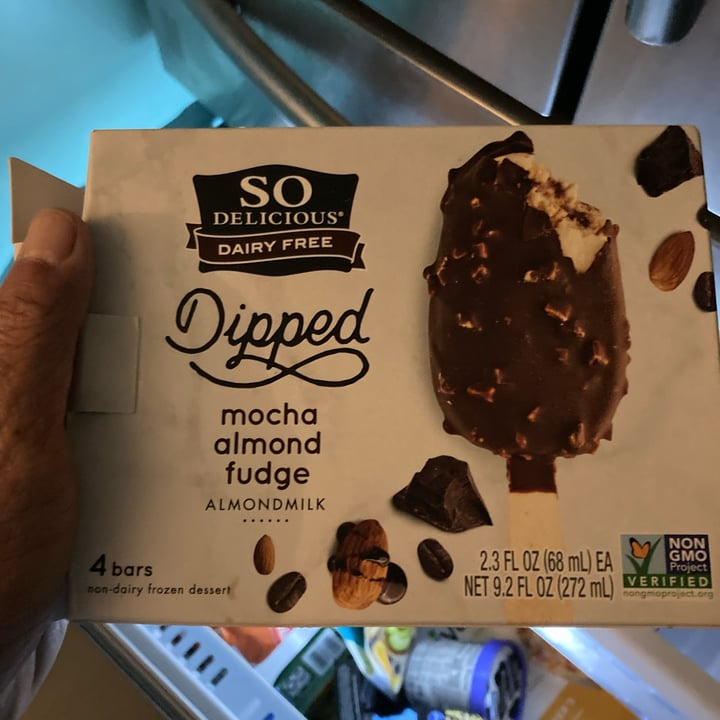 SO
DELICIOUS®
DAIRY FREE
Dipped
mocha
almond
fudge
ALMONDMILK
4 bars
non-dairy frozen dessert
2.3 FL OZ (68 mL) EA
NET 9.2 FL OZ (272 mL)
NON
GMO
Project
VERIFIED
nongmoproject.org